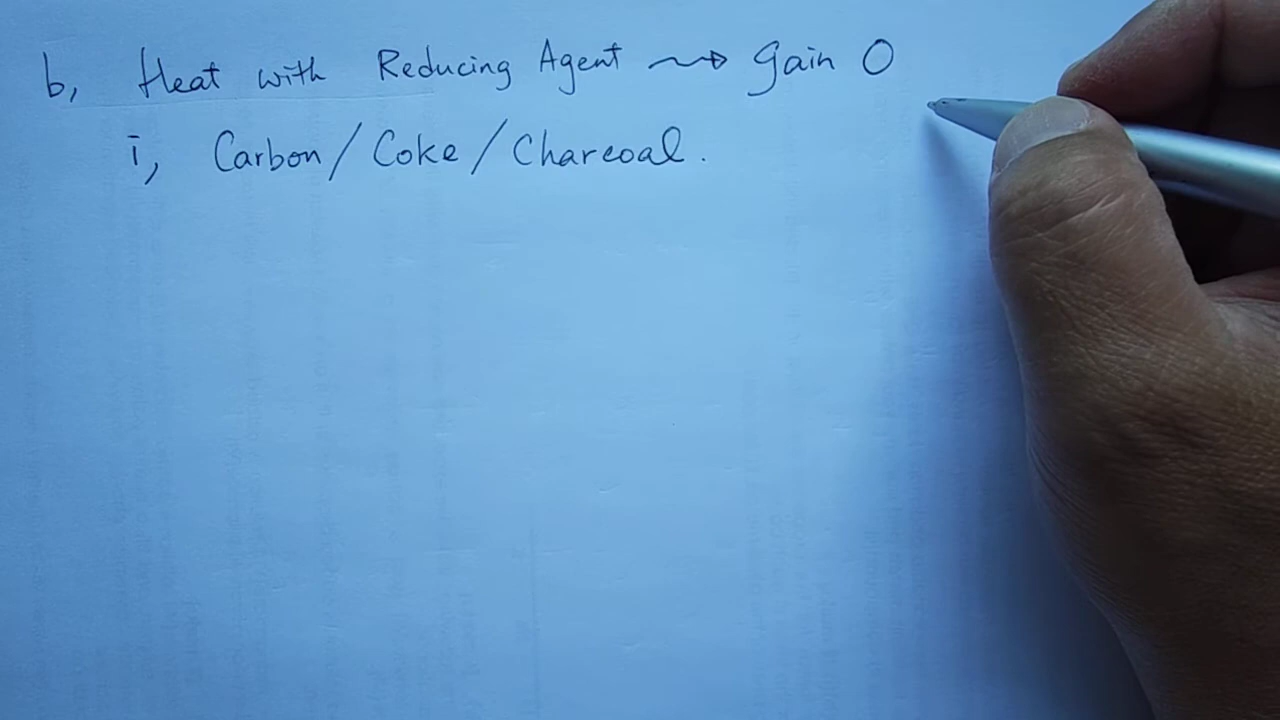 b, Heat with Reducing Agent ⇝ gain O
i, Carbon / Coke / Charcoal.